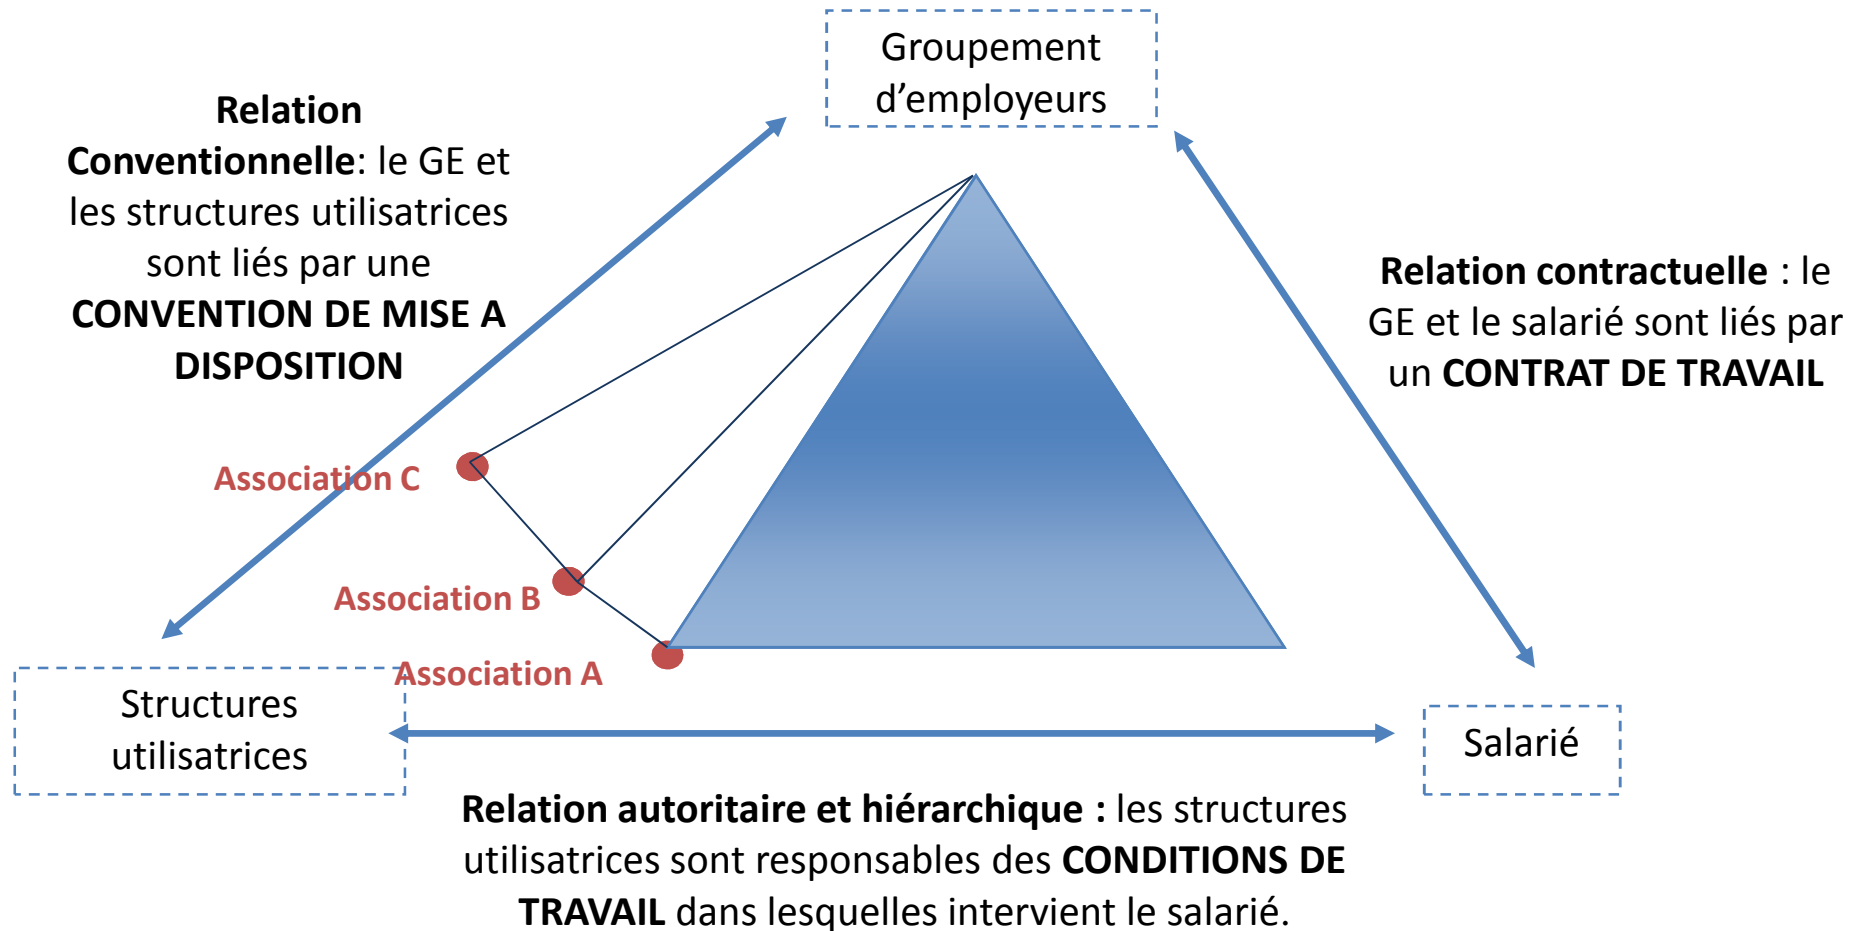 Groupement
d’employeurs
Relation
Conventionnelle: le GE et
les structures utilisatrices
sont liés par une
CONVENTION DE MISE A
DISPOSITION
Relation contractuelle : le
GE et le salarié sont liés par
un CONTRAT DE TRAVAIL
Association C
Association B
Association A
Structures
utilisatrices
Salarié
Relation autoritaire et hiérarchique : les structures
utilisatrices sont responsables des CONDITIONS DE
TRAVAIL dans lesquelles intervient le salarié.